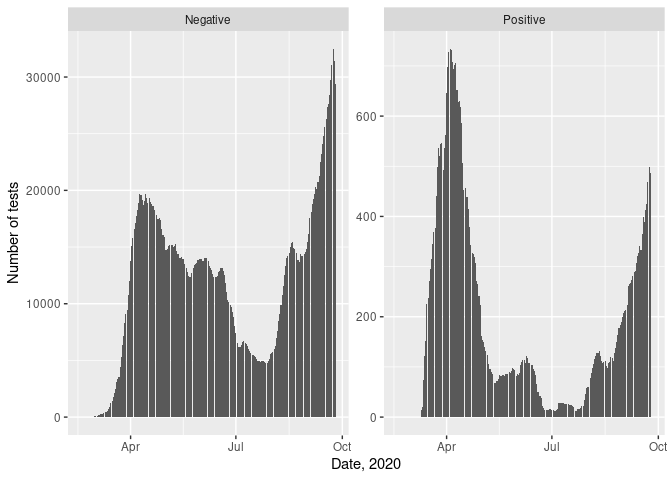 Negative
Positive
Number of tests
30000
20000
10000
0
600
400
200
0
Apr
Jul
Oct
Apr
Jul
Oct
Date, 2020